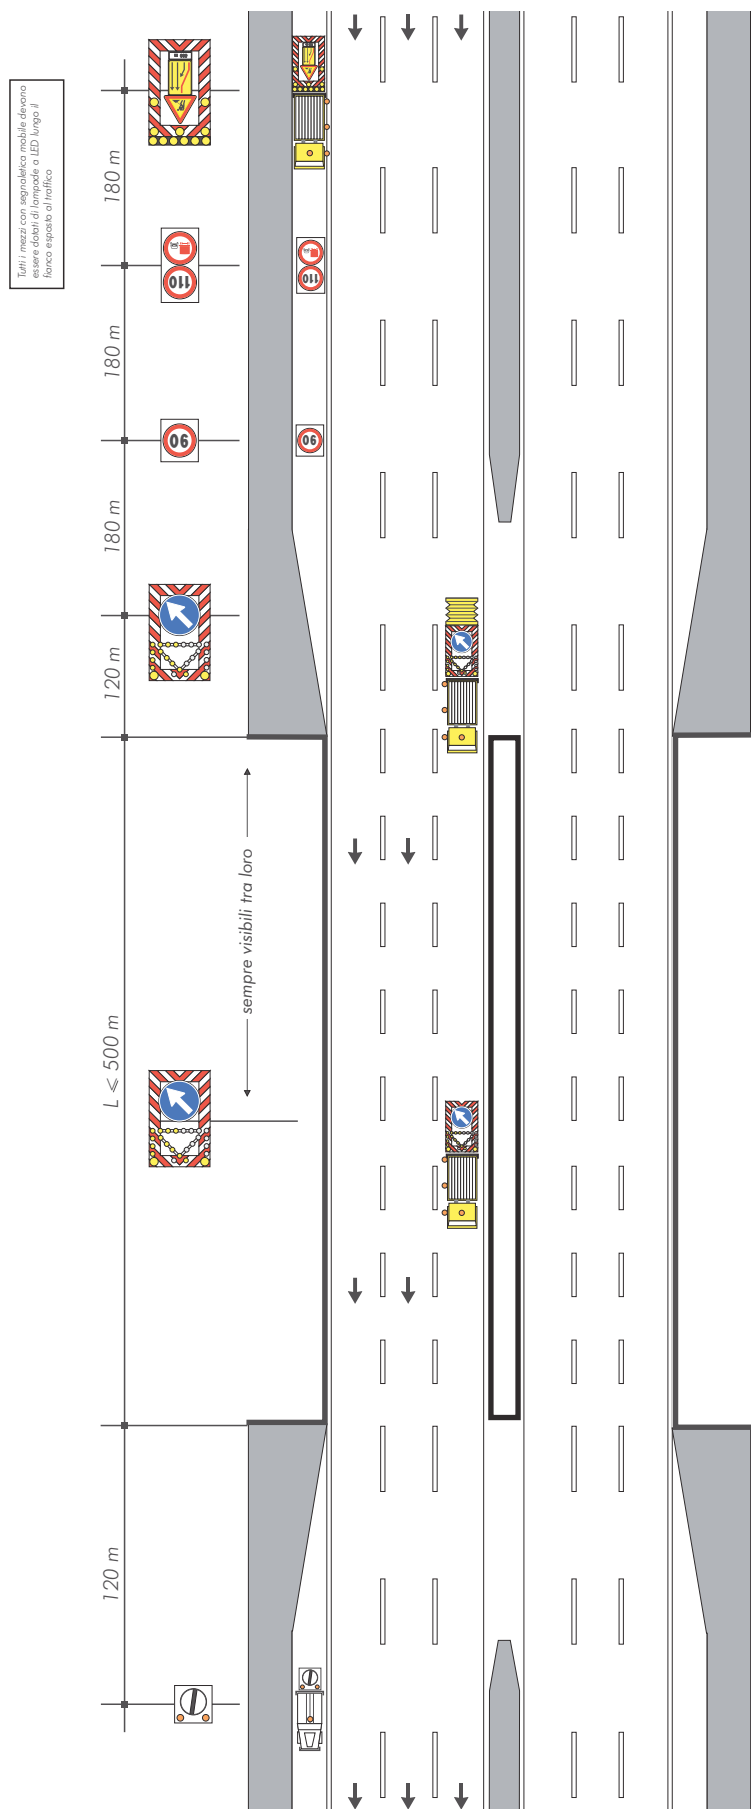 Tutti i mezzi con segnaletica mobile devono
essere dotati di lampade a LED lungo il
fianco esposto al traffico
180 m
110
110
180 m
90
90
180 m
120 m
sempre visibili tra loro
L ⩽ 500 m
120 m